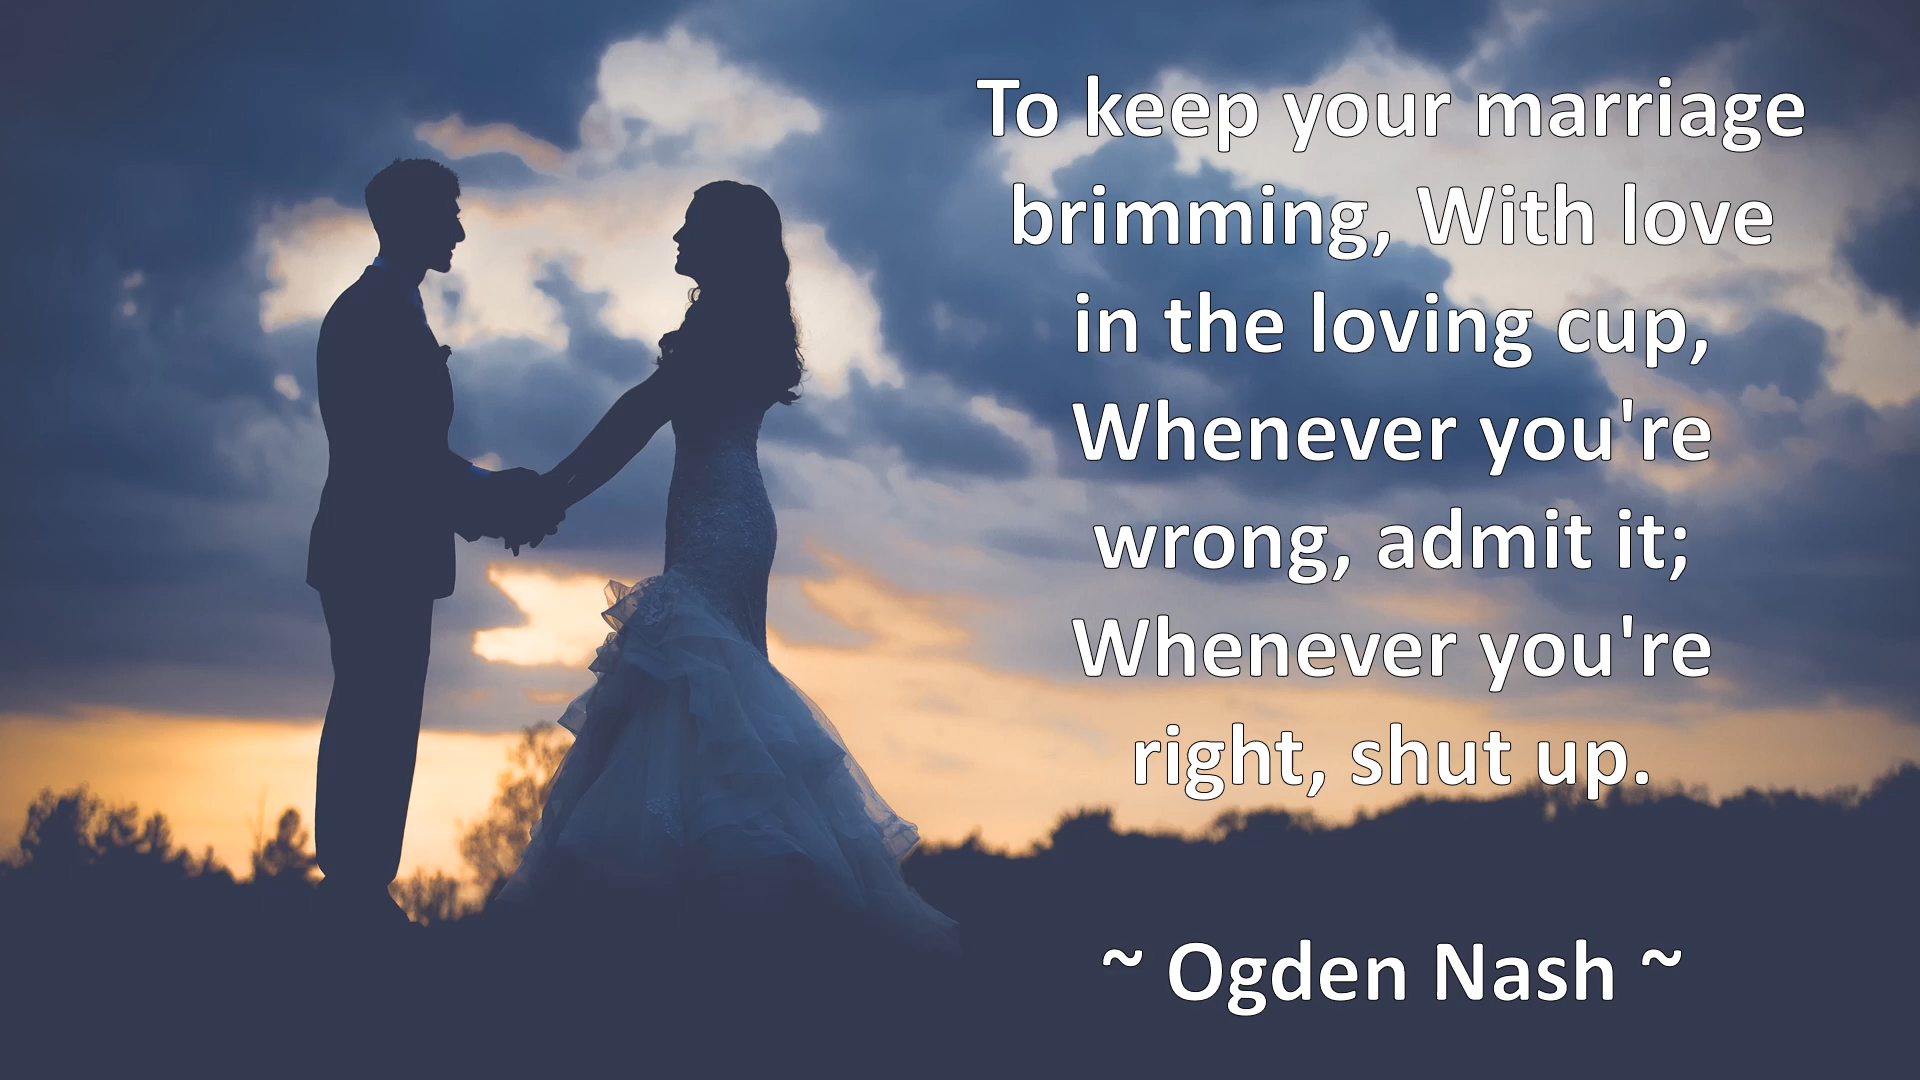 To keep your marriage
brimming, With love
in the loving cup,
Whenever you're
wrong, admit it;
Whenever you're
right, shut up.
~ Ogden Nash ~